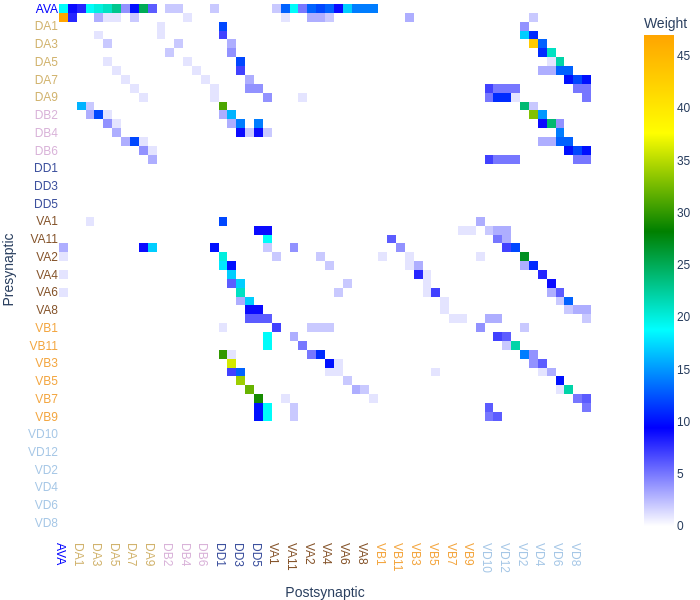 Weight
AVA
DA1
DA3
DA5
DA7
DA9
DB2
DB4
DB6
DD1
DD3
DD5
VA1
VA11
VA2
VA4
VA6
VA8
VB1
VB11
VB3
VB5
VB7
VB9
VD10
VD12
VD2
VD4
VD6
VD8
Presynaptic
45
40
35
30
25
20
15
10
5
0
AVA
DA1
DA3
DA5
DA7
DA9
DB2
DB4
DB6
DD1
DD3
DD5
VA1
VA11
VA2
VA4
VA6
VA8
VB1
VB11
VB3
VB5
VB7
VB9
VD10
VD12
VD2
VD4
VD6
VD8
Postsynaptic